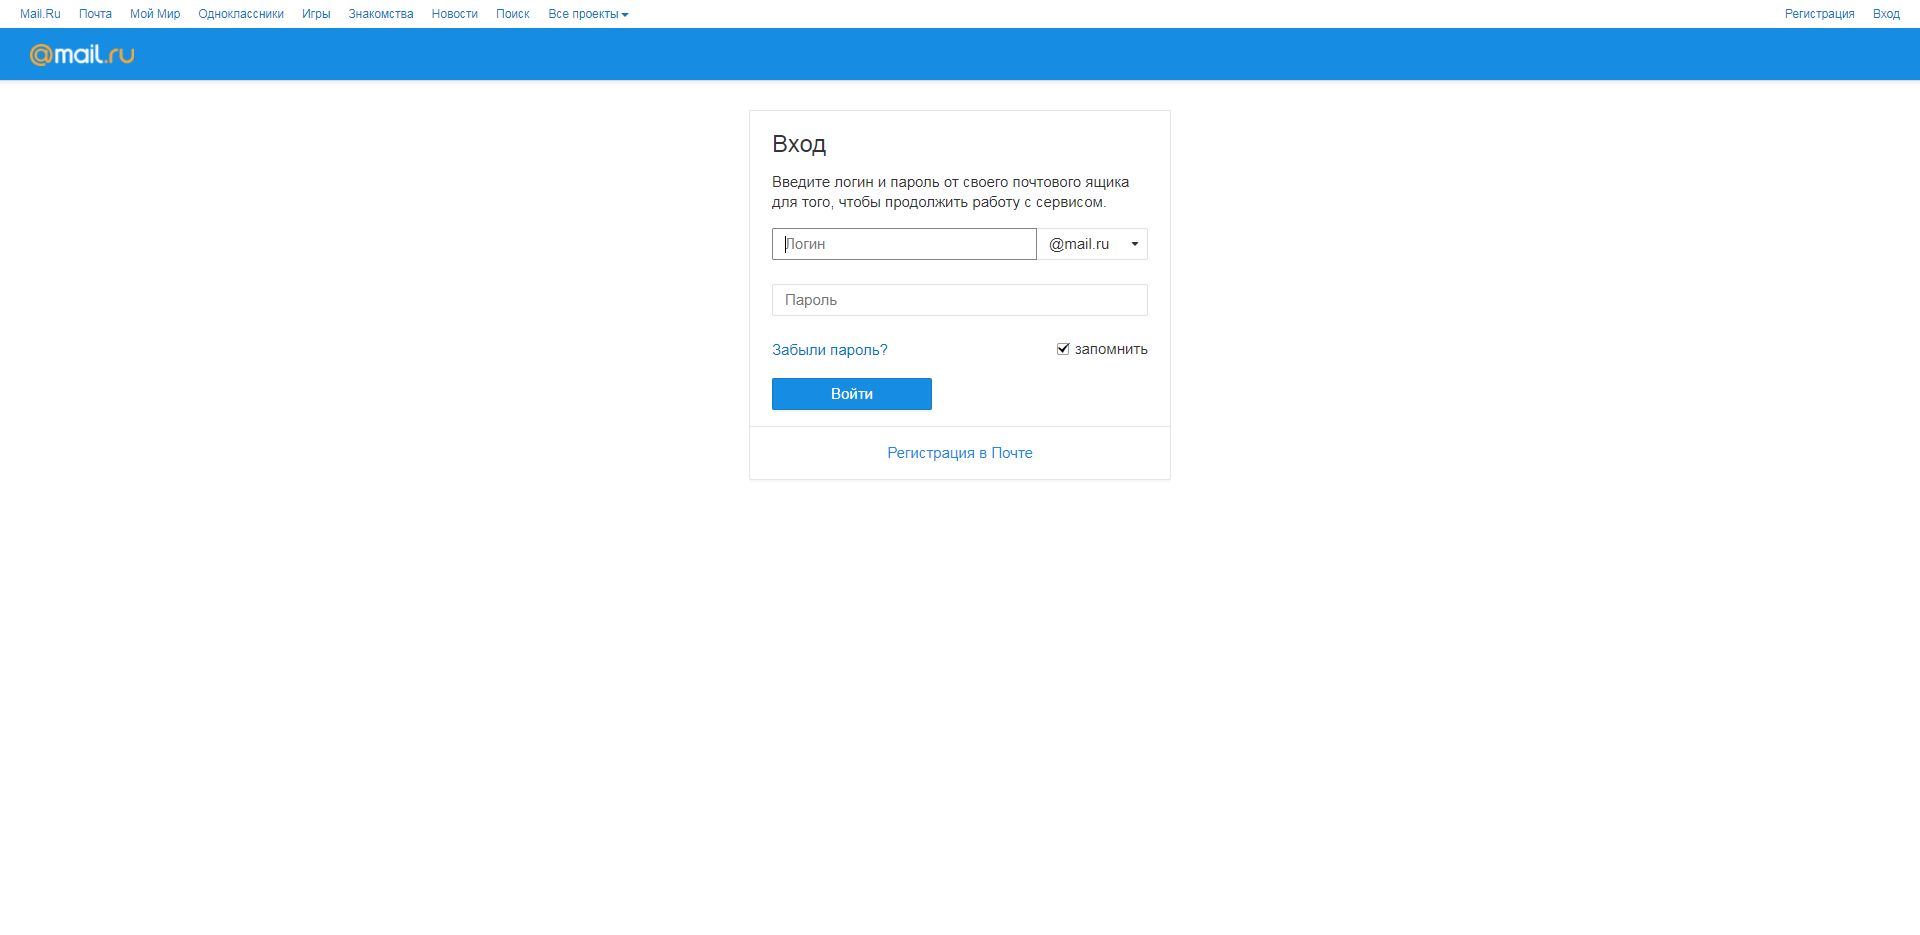 Mail.Ru Почта Мой Мир Одноклассники Игры Знакомства Новости Поиск Все проекты Регистрация Вход
@mail.ru
Вход
Введите логин и пароль от своего почтового ящика
для того, чтобы продолжить работу с сервисом.
Логин @mail.ru
Пароль
Забыли пароль? запомнить
Войти
Регистрация в Почте